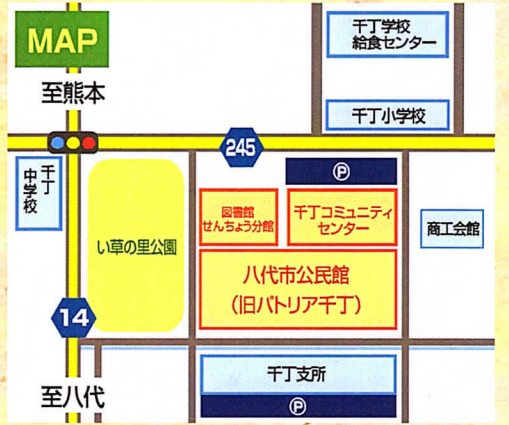 MAP
至熊本
千丁学校
給食センター
千丁小学校
245
千丁
中学校
P
い草の里公園
図書館
せんちょう分館
千丁コミュニティ
センター
商工会館
八代市公民館
(旧パトリア千丁)
14
千丁支所
至八代
P